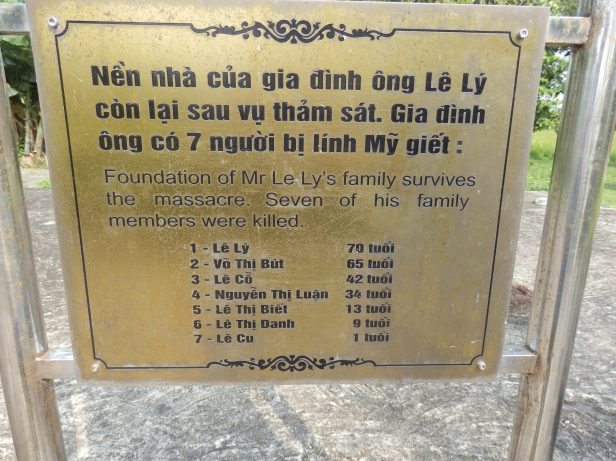 Nền nhà của gia đình ông Lê Lý
còn lại sau vụ thảm sát. Gia đình
ông có 7 người bị lính Mỹ giết :
Foundation of Mr Le Ly's family survives
the massacre. Seven of his family
members were killed.
1 - Lê Lý 70 tuổi
2 - Võ Thị Bút 65 tuổi
3 - Lê Cỗ 42 tuổi
4 - Nguyễn Thị Luận 34 tuổi
5 - Lê Thị Biết 13 tuổi
6 - Lê Thị Danh 9 tuổi
7 - Lê Cu 1 tuổi